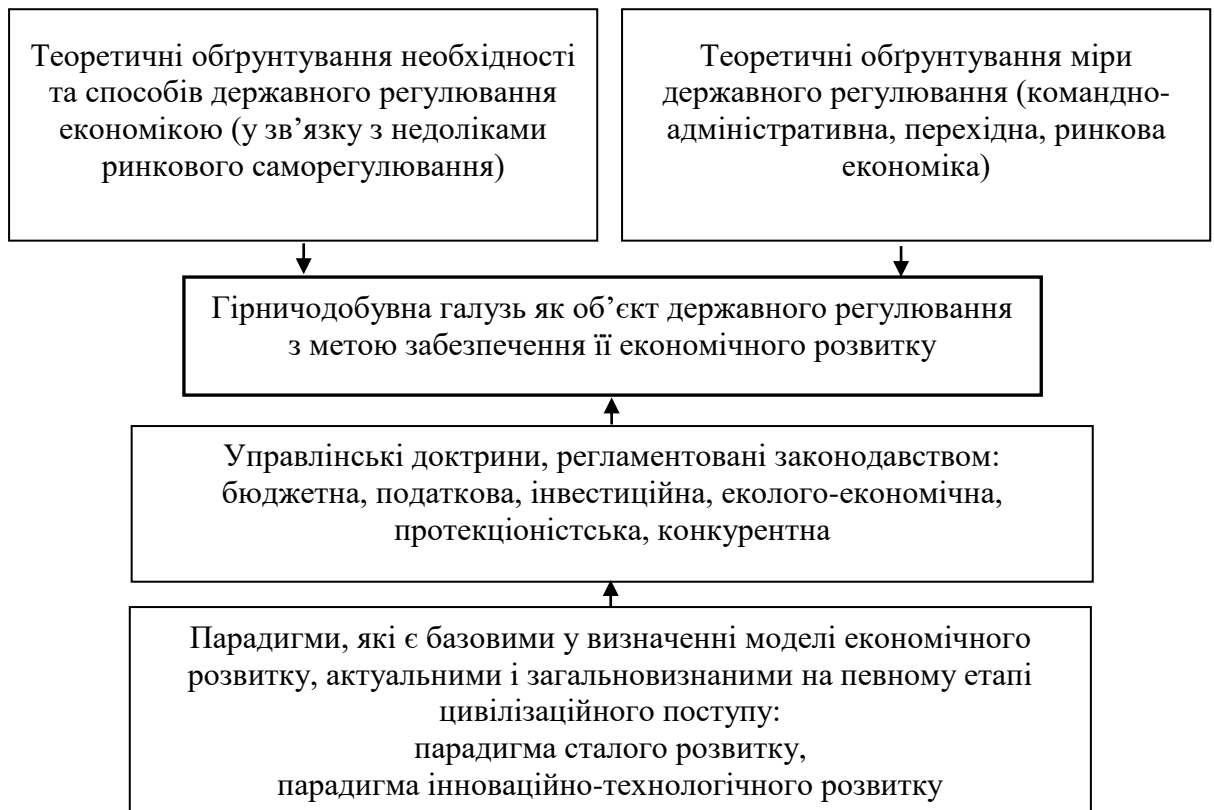 Теоретичні обґрунтування необхідності
та способів державного регулювання
економікою (у зв’язку з недоліками
ринкового саморегулювання)
Теоретичні обґрунтування міри
державного регулювання (командно-
адміністративна, перехідна, ринкова
економіка)
Гірничодобувна галузь як об’єкт державного регулювання
з метою забезпечення її економічного розвитку
Управлінські доктрини, регламентовані законодавством:
бюджетна, податкова, інвестиційна, еколого-економічна,
протекціоністська, конкурентна
Парадигми, які є базовими у визначенні моделі економічного
розвитку, актуальними і загальновизнаними на певному етапі
цивілізаційного поступу:
парадигма сталого розвитку,
парадигма інноваційно-технологічного розвитку